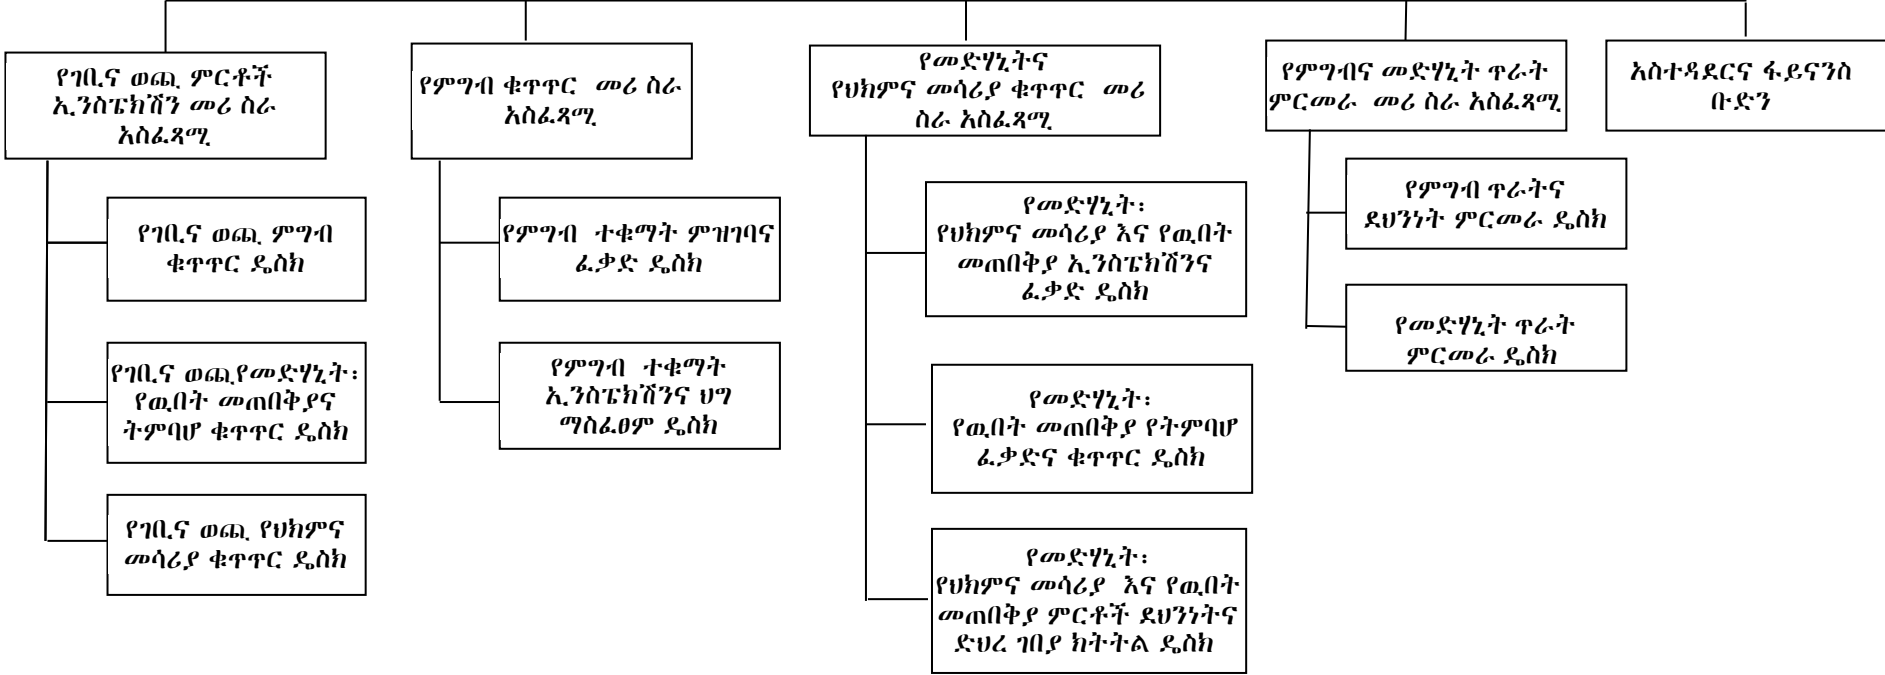 የገቢና ወጪ ምርቶች
ኢንስፔክሽን መሪ ስራ
አስፈጻሚ
የገቢና ወጪ ምግብ
ቁጥጥር ዴስክ
የገቢና ወጪ የመድሃኒት፡
የዉበት መጠበቅያና
ትምባሆ ቁጥጥር ዴስክ
የገቢና ወጪ የህክምና
መሳሪያ ቁጥጥር ዴስክ
የምግብ ቁጥጥር መሪ ስራ
አስፈጻሚ
የምግብ ተቁማት ምዝገባና
ፈቃድ ዴስክ
የምግብ ተቁማት
ኢንስፔክሽንና ህግ
ማስፈፀም ዴስክ
የመድሃኒትና
የህክምና መሳሪያ ቁጥጥር መሪ
ስራ አስፈጻሚ
የመድሃኒት፡
የህክምና መሳሪያ እና የዉበት
መጠበቅያ ኢንስፔክሽንና
ፈቃድ ዴስክ
የመድሃኒት፡
የዉበት መጠበቅያ የትምባሆ
ፈቃድና ቁጥጥር ዴስክ
የመድሃኒት፡
የህክምና መሳሪያ እና የዉበት
መጠበቅያ ምርቶች ደህንነትና
ድህረ ገበያ ክትትል ዴስክ
የምግብና መድሃኒት ጥራት
ምርመራ መሪ ስራ አስፈጻሚ
የምግብ ጥራትና
ደህንነት ምርመራ ዴስክ
የመድሃኒት ጥራት
ምርመራ ዴስክ
አስተዳደርና ፋይናንስ
ቡድን